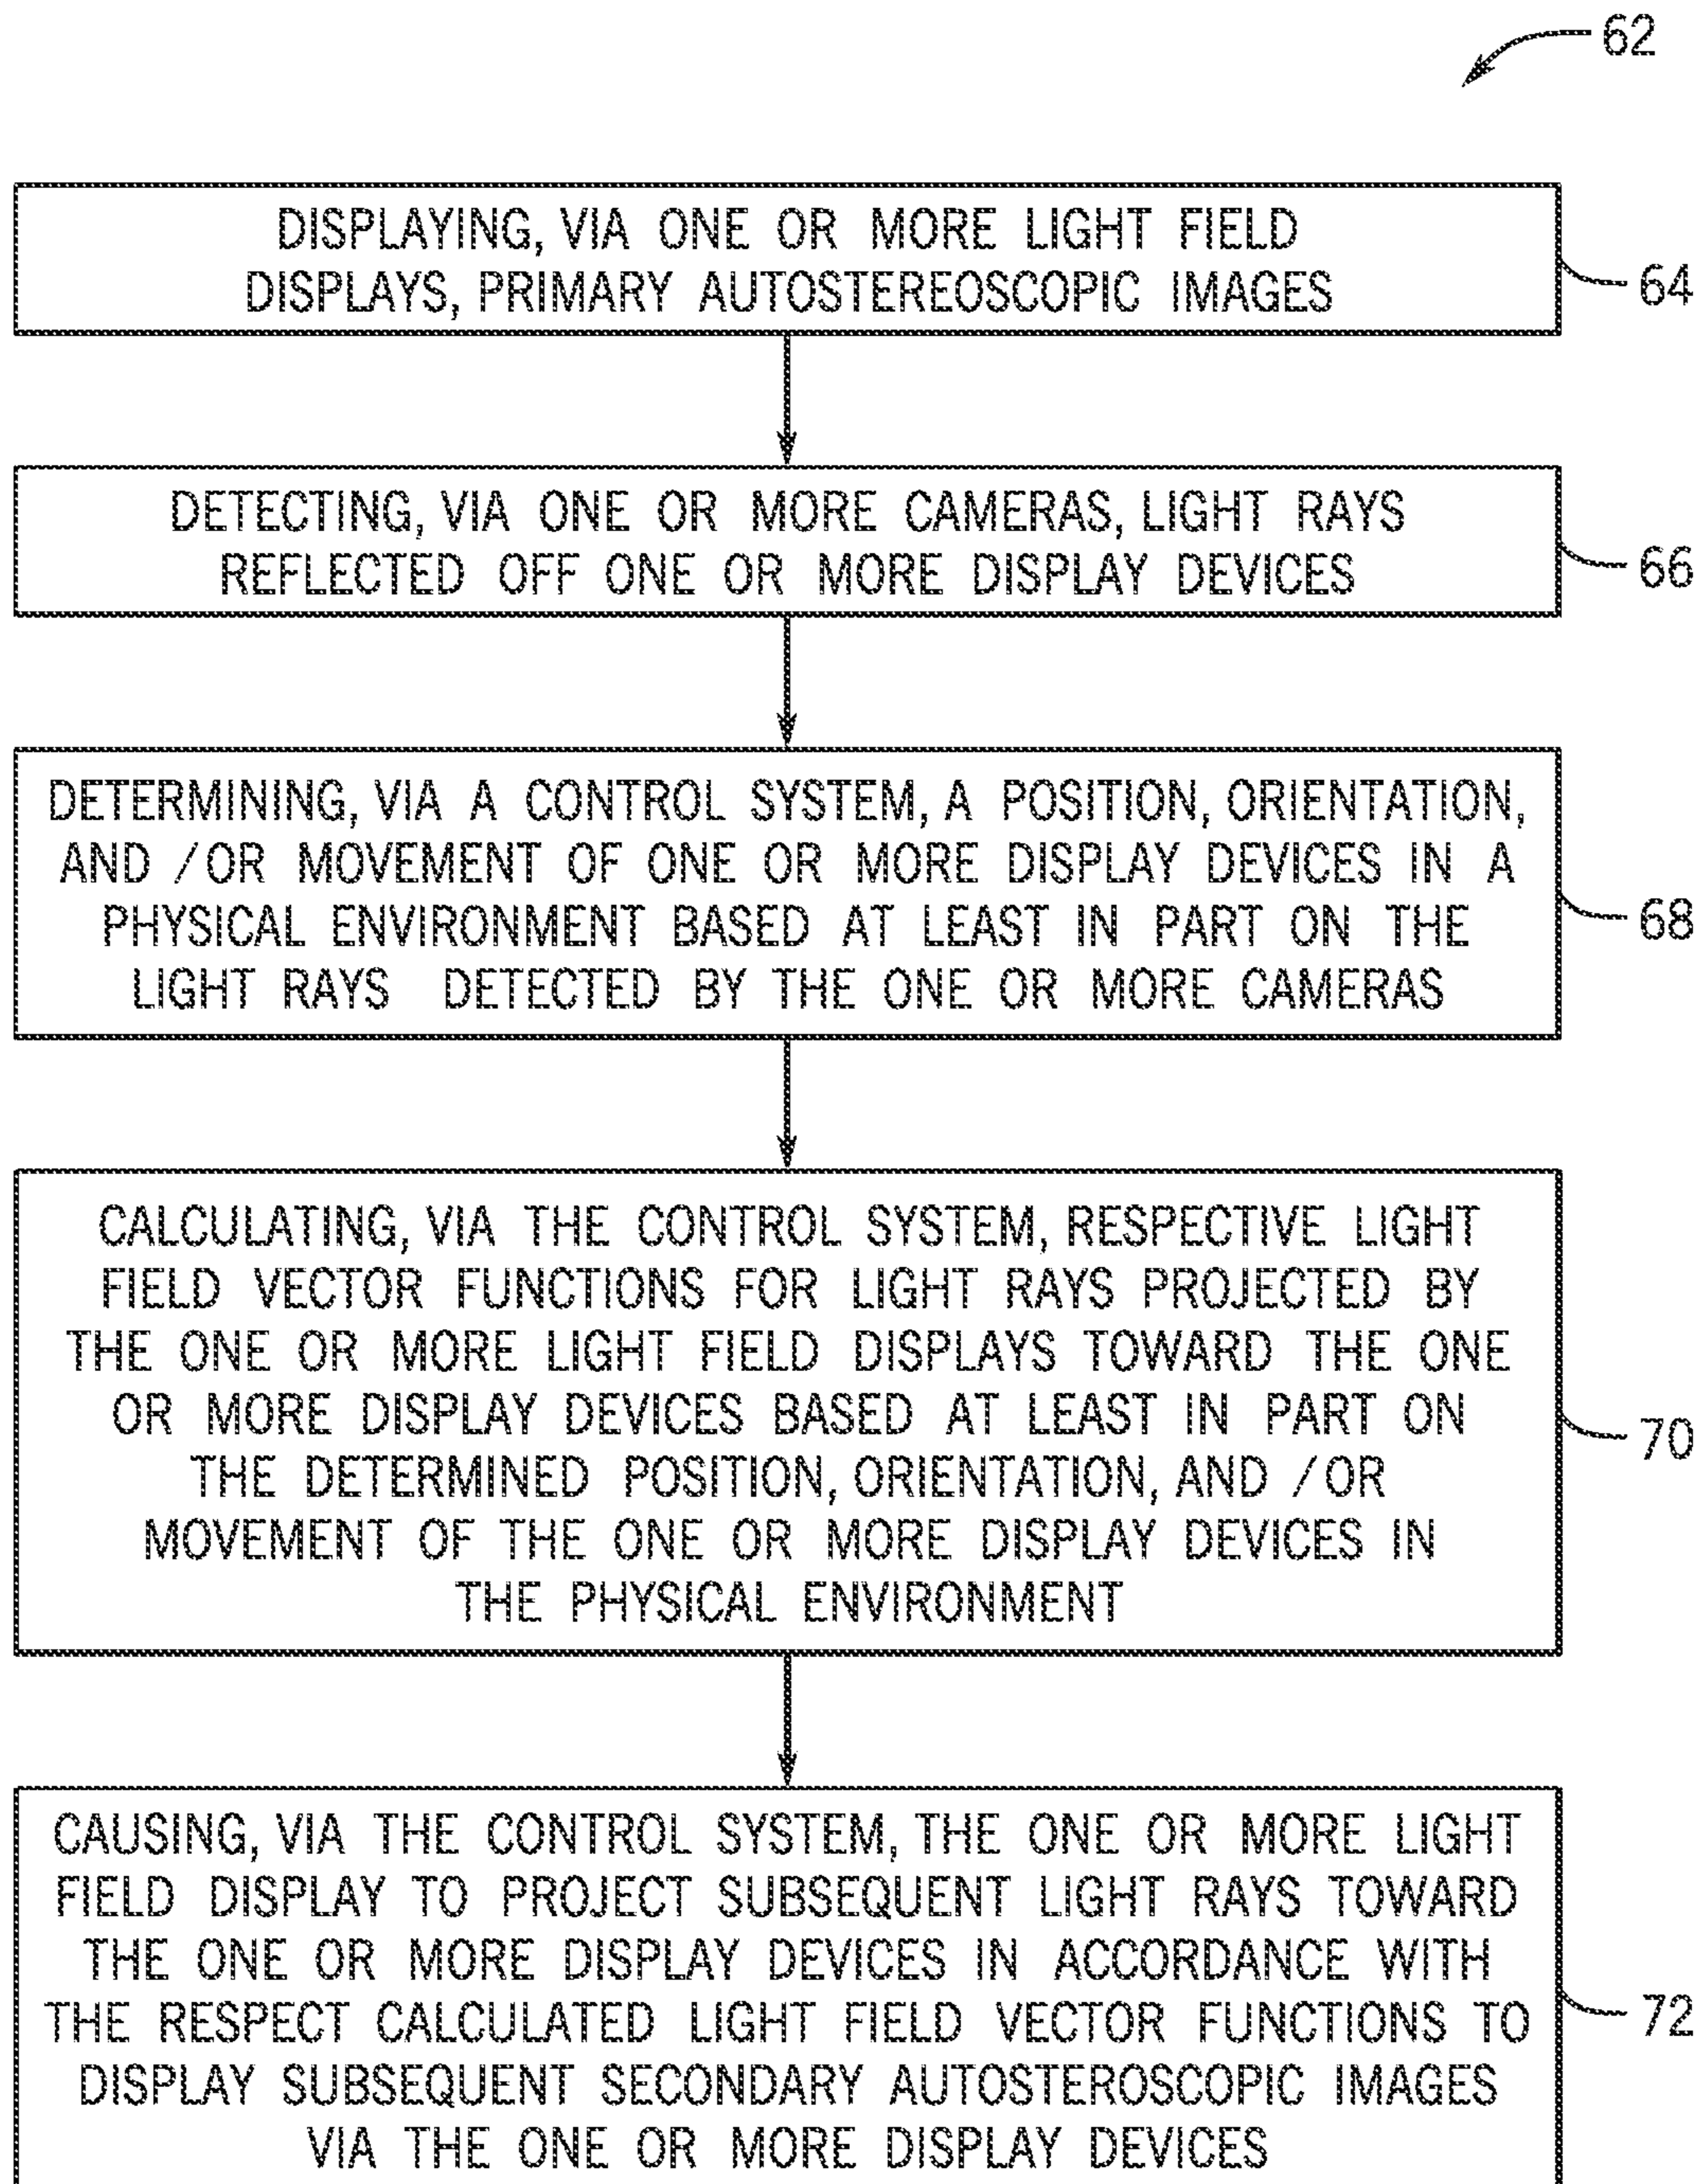 62
DISPLAYING, VIA ONE OR MORE LIGHT FIELD
DISPLAYS, PRIMARY AUTOSTEREOSCOPIC IMAGES
64
DETECTING, VIA ONE OR MORE CAMERAS, LIGHT RAYS
REFLECTED OFF ONE OR MORE DISPLAY DEVICES
66
DETERMINING, VIA A CONTROL SYSTEM, A POSITION, ORIENTATION,
AND /OR MOVEMENT OF ONE OR MORE DISPLAY DEVICES IN A
PHYSICAL ENVIRONMENT BASED AT LEAST IN PART ON THE
LIGHT RAYS DETECTED BY THE ONE OR MORE CAMERAS
68
CALCULATING, VIA THE CONTROL SYSTEM, RESPECTIVE LIGHT
FIELD VECTOR FUNCTIONS FOR LIGHT RAYS PROJECTED BY
THE ONE OR MORE LIGHT FIELD DISPLAYS TOWARD THE ONE
OR MORE DISPLAY DEVICES BASED AT LEAST IN PART ON
THE DETERMINED POSITION, ORIENTATION, AND /OR
MOVEMENT OF THE ONE OR MORE DISPLAY DEVICES IN
THE PHYSICAL ENVIRONMENT
70
CAUSING, VIA THE CONTROL SYSTEM, THE ONE OR MORE LIGHT
FIELD DISPLAY TO PROJECT SUBSEQUENT LIGHT RAYS TOWARD
THE ONE OR MORE DISPLAY DEVICES IN ACCORDANCE WITH
THE RESPECT CALCULATED LIGHT FIELD VECTOR FUNCTIONS TO
DISPLAY SUBSEQUENT SECONDARY AUTOSTEROSCOPIC IMAGES
VIA THE ONE OR MORE DISPLAY DEVICES
72